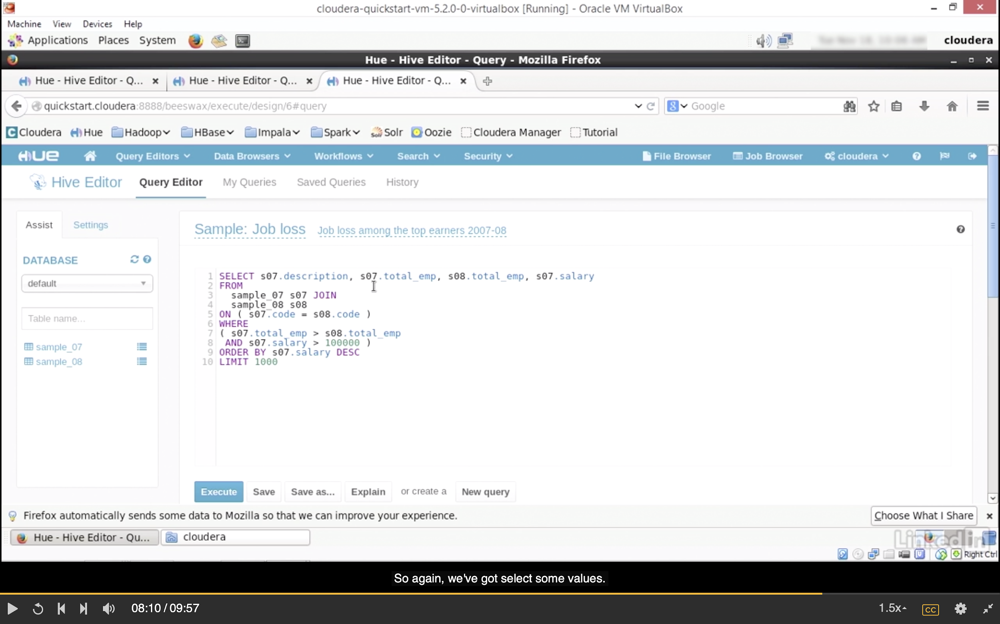 cloudera-quickstart-vm-5.2.0-0-virtualbox [Running] - Oracle VM VirtualBox
Machine View Devices Help
Applications Places System cloudera
Hue - Hive Editor - Query - Mozilla Firefox
Hue - Hive Editor - Q... Hue - Hive Editor - Q... Hue - Hive Editor - Q...
quickstart.cloudera:8888/beeswax/execute/design/6#query Google
Cloudera Hue Hadoop HBase Impala Spark Solr Oozie Cloudera Manager Tutorial
HUE Query Editors Data Browsers Workflows Search Security File Browser Job Browser cloudera
Hive Editor Query Editor My Queries Saved Queries History
Assist Settings
DATABASE
default
Table name...
sample_07
sample_08
Sample: Job loss Job loss among the top earners 2007-08
1 SELECT s07.description, s07.total_emp, s08.total_emp, s07.salary
2 FROM
3 sample_07 s07 JOIN
4 sample_08 s08
5 ON ( s07.code = s08.code )
6 WHERE
7 ( s07.total_emp > s08.total_emp
8 AND s07.salary > 100000 )
9 ORDER BY s07.salary DESC
10 LIMIT 1000
Execute Save Save as... Explain or create a New query
Firefox automatically sends some data to Mozilla so that we can improve your experience. Choose What I Share
Hue - Hive Editor - Qu... cloudera
LinkedIn
Right Ctrl
So again, we've got select some values.
08:10 / 09:57 1.5x CC